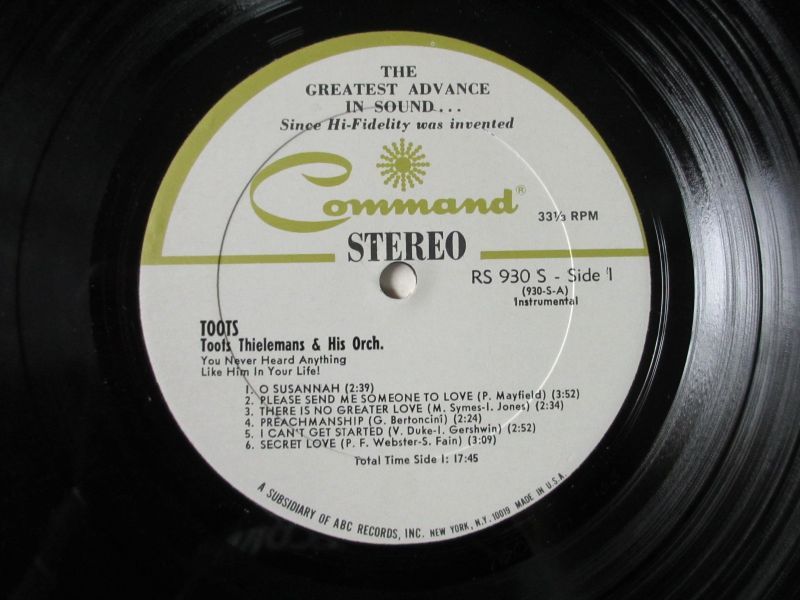 THE
GREATEST ADVANCE
IN SOUND...
Since Hi-Fidelity was invented
Command®
33⅓ RPM
STEREO
RS 930 S - Side 1
(930-S-A)
Instrumental
TOOTS
Toots Thielemans & His Orch.
You Never Heard Anything
Like Him In Your Life!
1. O SUSANNAH (2:39)
2. PLEASE SEND ME SOMEONE TO LOVE (P. Mayfield) (3:52)
3. THERE IS NO GREATER LOVE (M. Symes-I. Jones) (2:34)
4. PREACHMANSHIP (G. Bertoncini) (2:24)
5. I CAN'T GET STARTED (V. Duke-I. Gershwin) (2:52)
6. SECRET LOVE (P. F. Webster-S. Fain) (3:09)
Total Time Side 1: 17:45
A SUBSIDIARY OF ABC RECORDS, INC. NEW YORK, N.Y. 10019 MADE IN U.S.A.